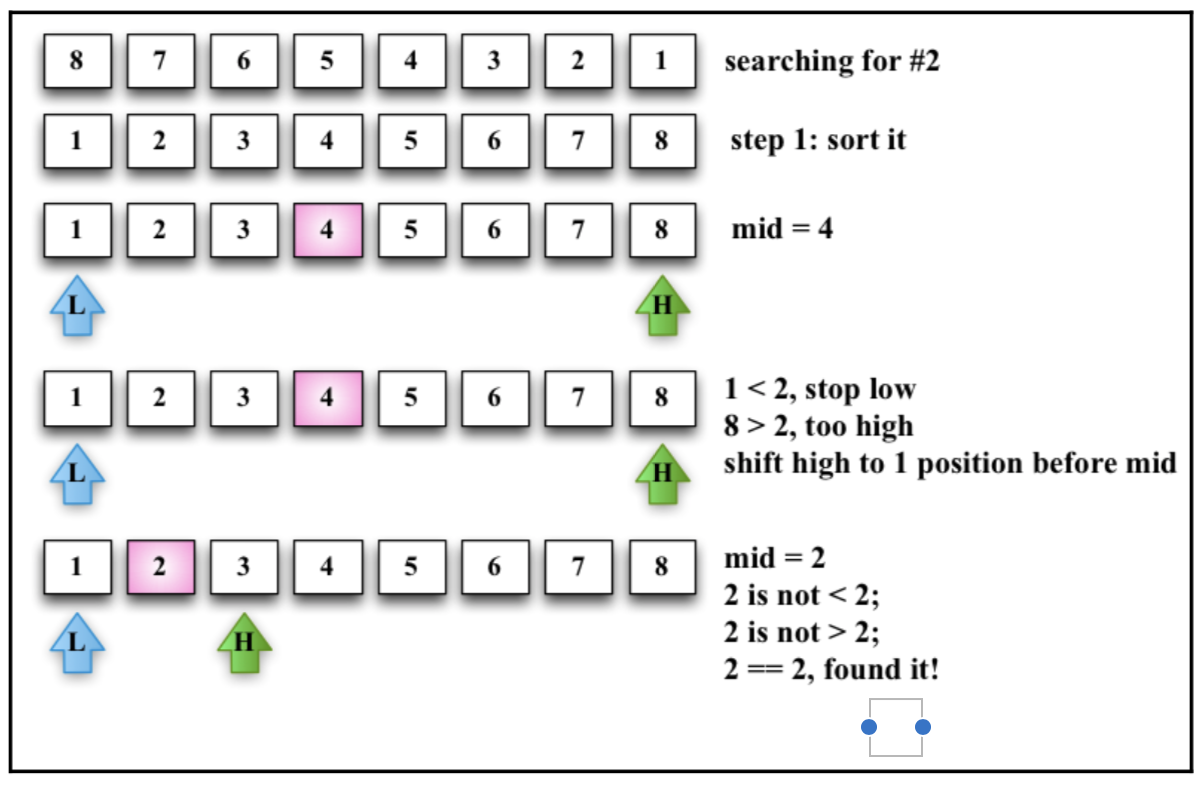 8 7 6 5 4 3 2 1 searching for #2
1 2 3 4 5 6 7 8 step 1: sort it
1 2 3 4 5 6 7 8 mid = 4
L H
1 2 3 4 5 6 7 8 1 < 2, stop low
8 > 2, too high
L H shift high to 1 position before mid
1 2 3 4 5 6 7 8 mid = 2
2 is not < 2;
L H 2 is not > 2;
2 == 2, found it!